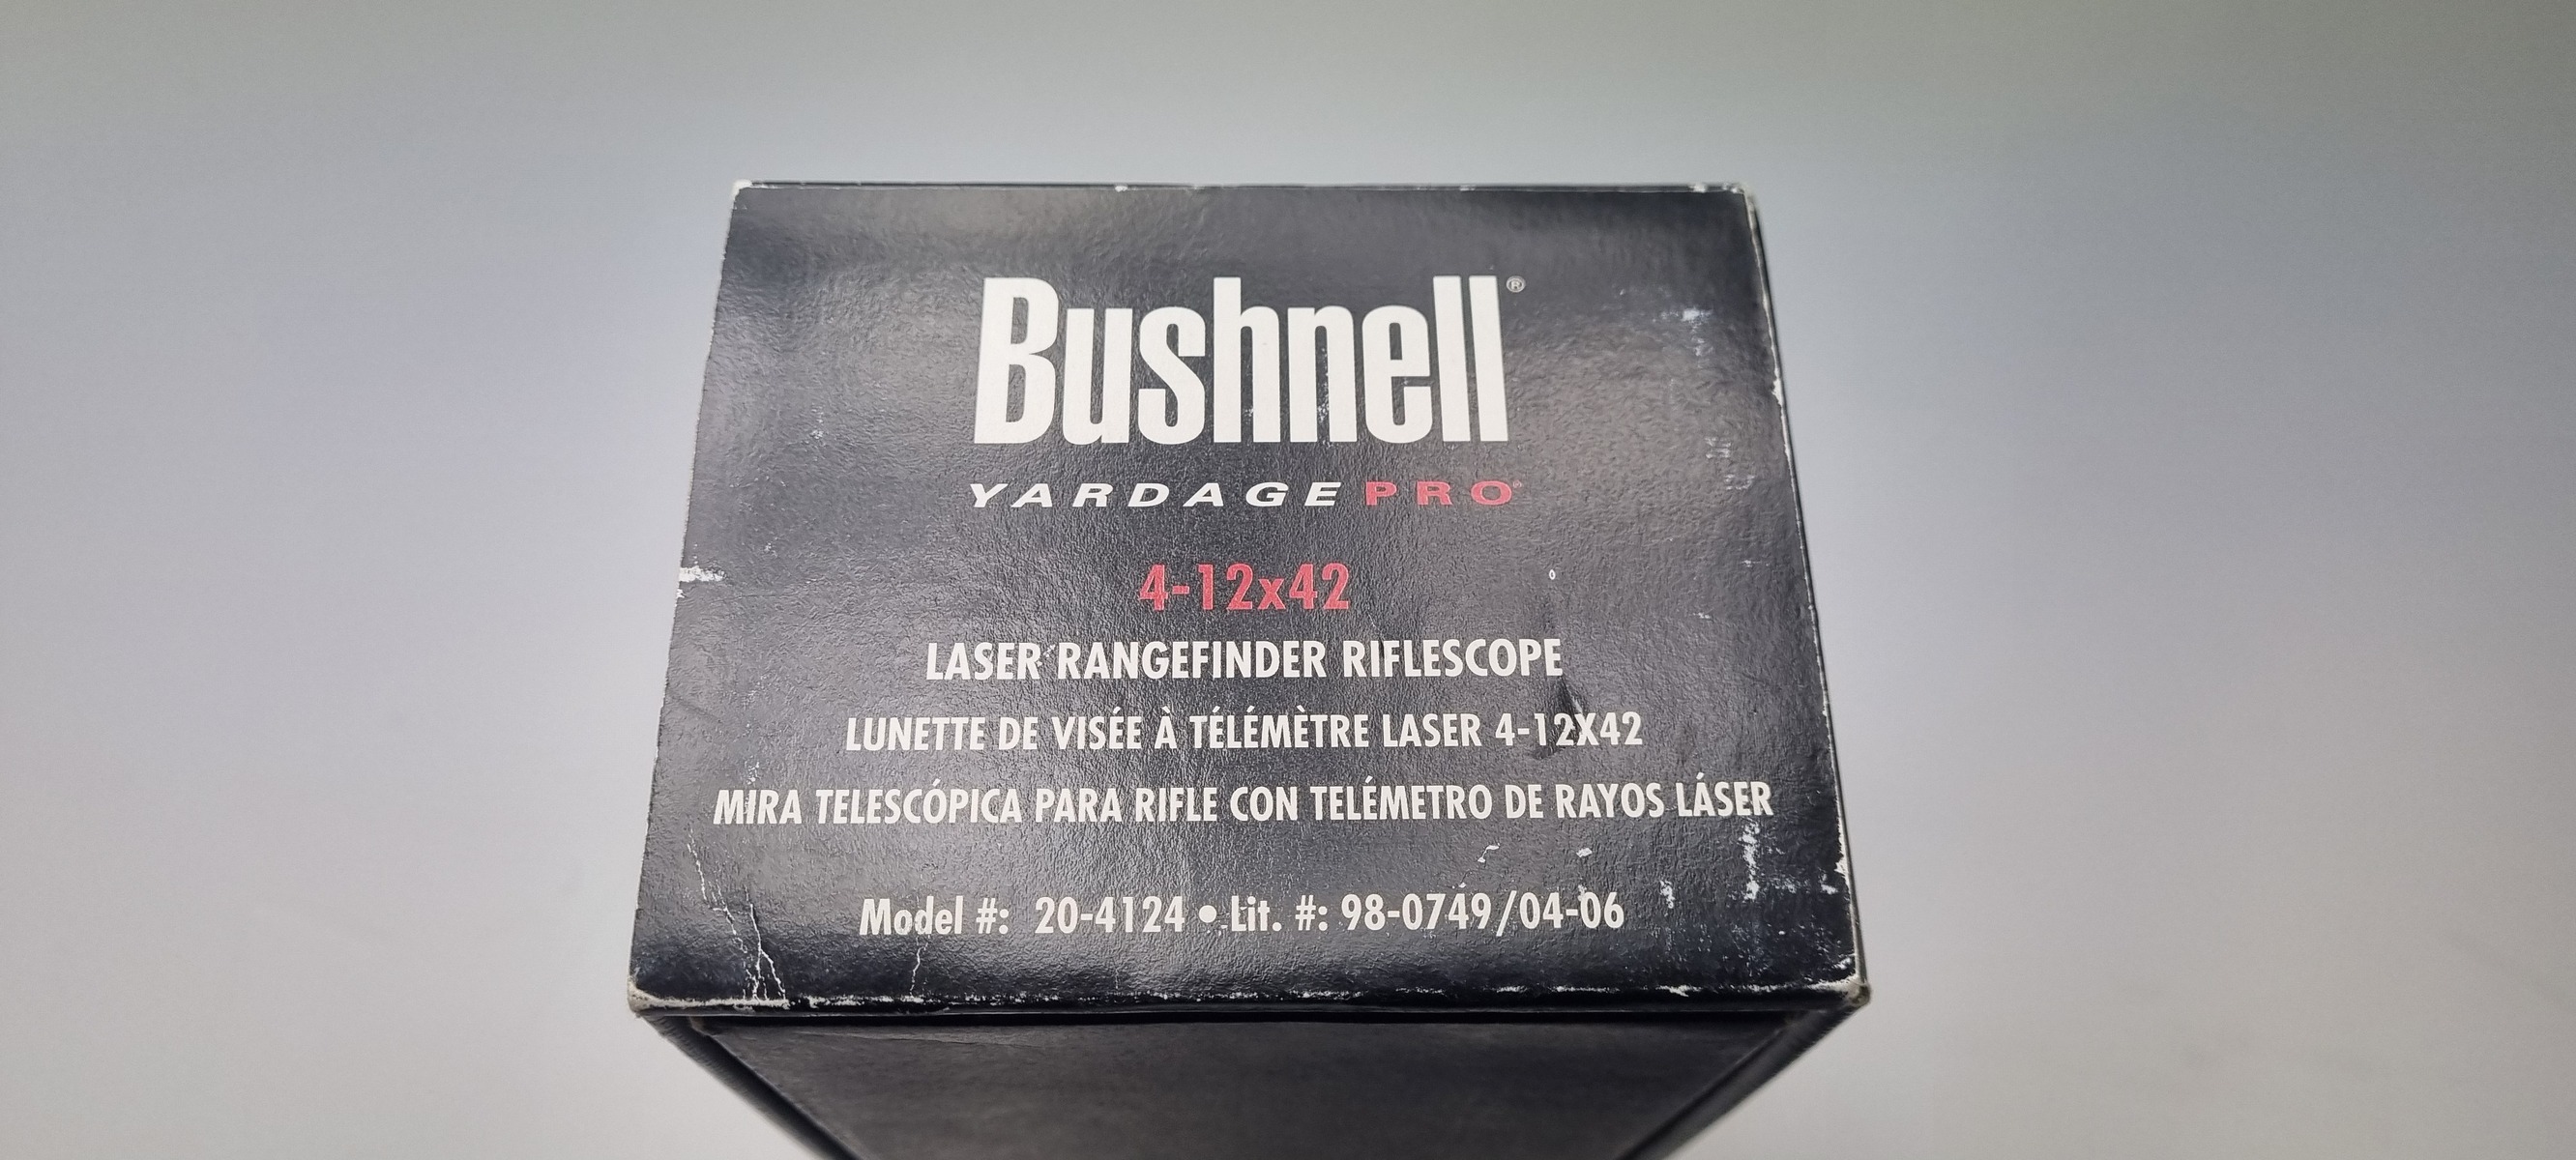 Bushnell®
YARDAGE PRO®
4-12x42
LASER RANGEFINDER RIFLESCOPE
LUNETTE DE VISÉE À TÉLÉMÈTRE LASER 4-12X42
MIRA TELESCÓPICA PARA RIFLE CON TELÉMETRO DE RAYOS LÁSER
Model #: 20-4124 • Lit. #: 98-0749/04-06